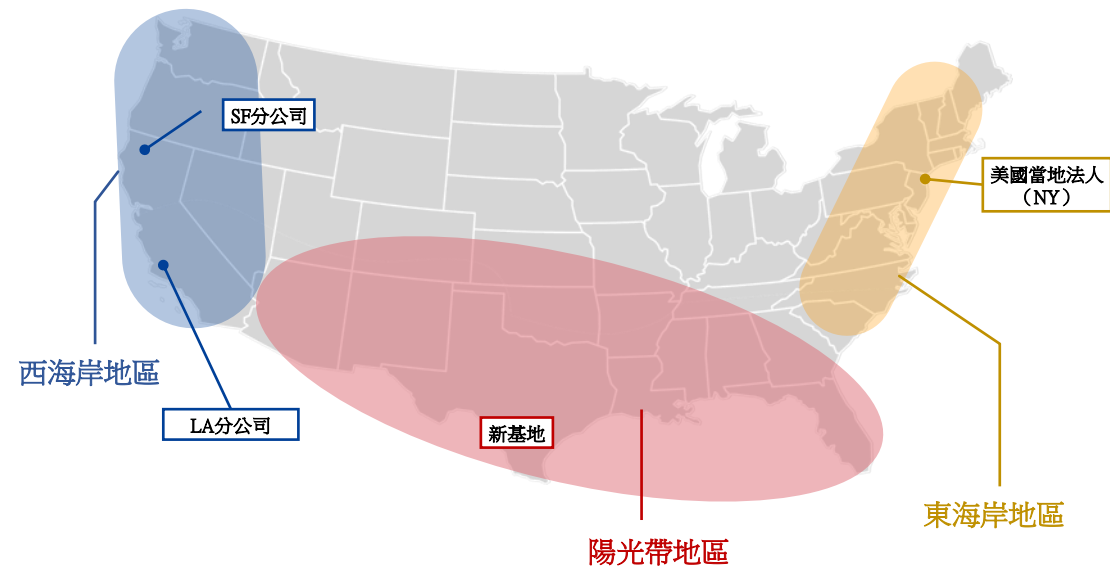 SF分公司
美國當地法人
（NY）
西海岸地區
LA分公司
新基地
東海岸地區
陽光帶地區